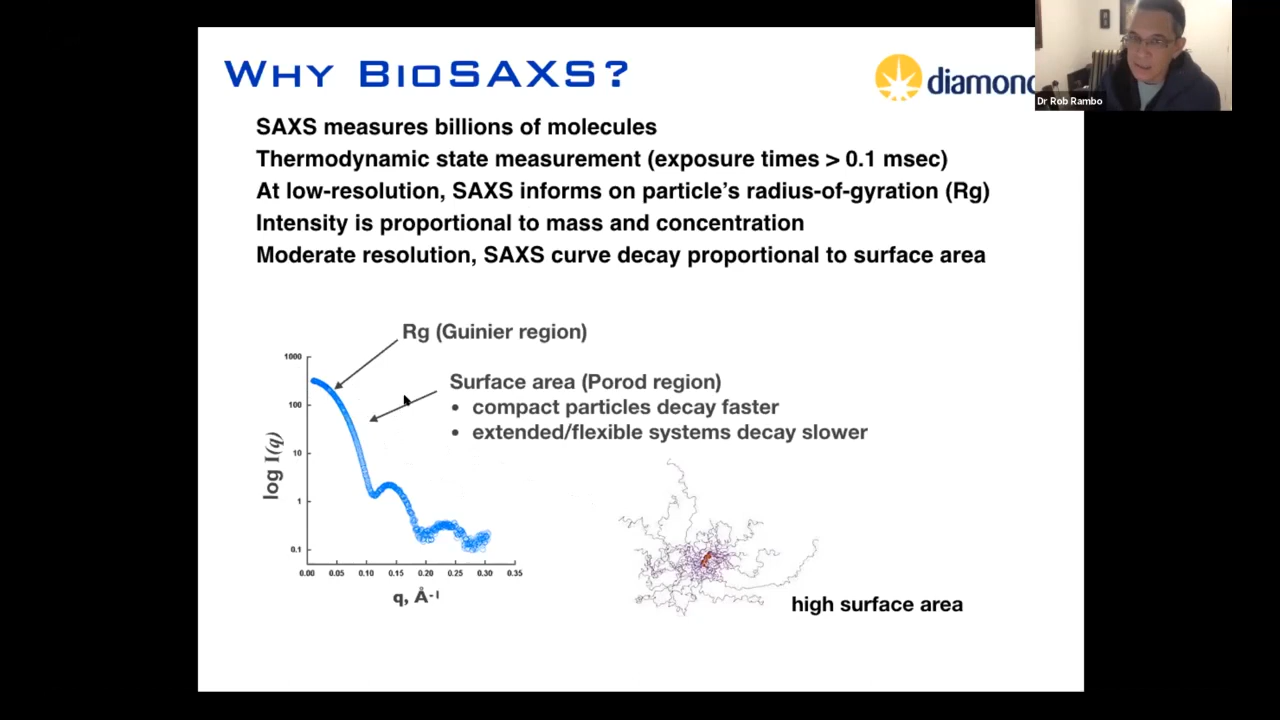 WHY BIOSAXS?
diamond
Dr Rob Rambo
SAXS measures billions of molecules
Thermodynamic state measurement (exposure times > 0.1 msec)
At low-resolution, SAXS informs on particle's radius-of-gyration (Rg)
Intensity is proportional to mass and concentration
Moderate resolution, SAXS curve decay proportional to surface area
Rg (Guinier region)
Surface area (Porod region)
• compact particles decay faster
• extended/flexible systems decay slower
log I(q)
1000
100
10
1
0.1
0.00 0.05 0.10 0.15 0.20 0.25 0.30 0.35
q, Å-1
high surface area